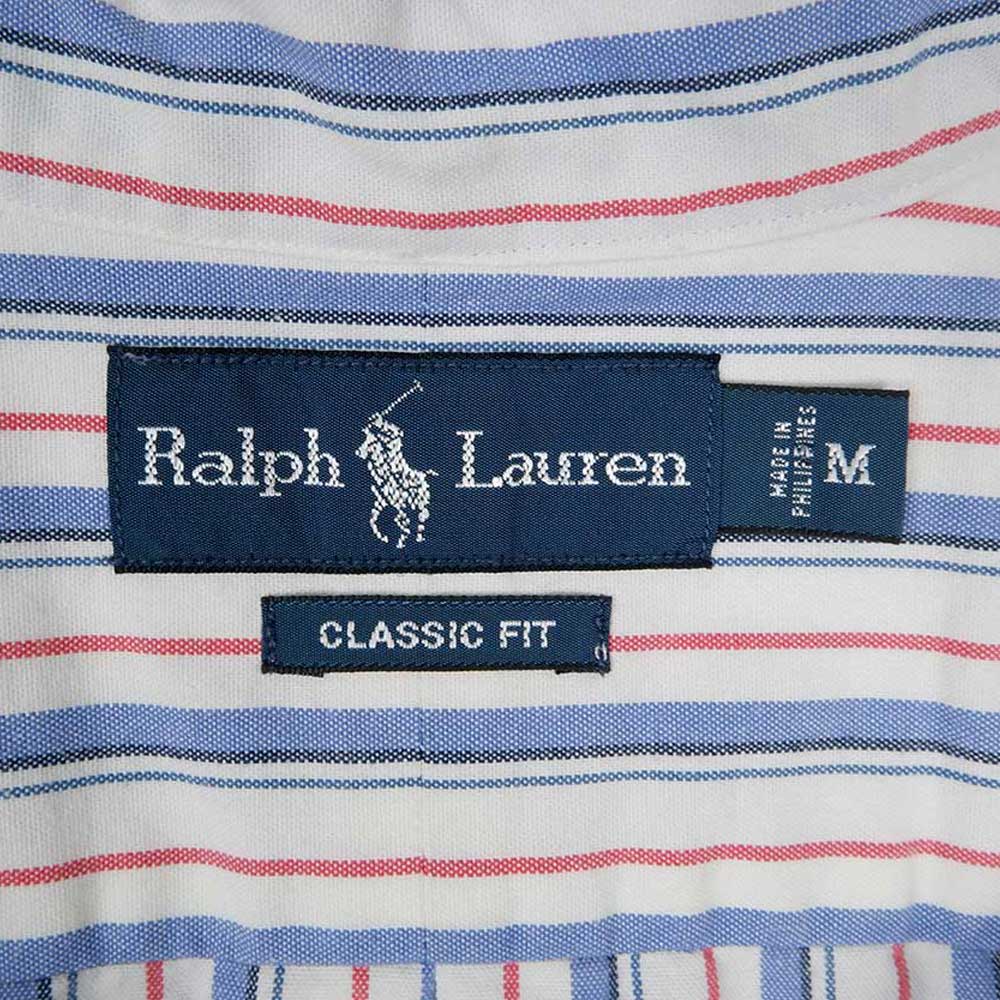 Ralph Lauren
MADE IN
PHILIPPINES
M
CLASSIC FIT